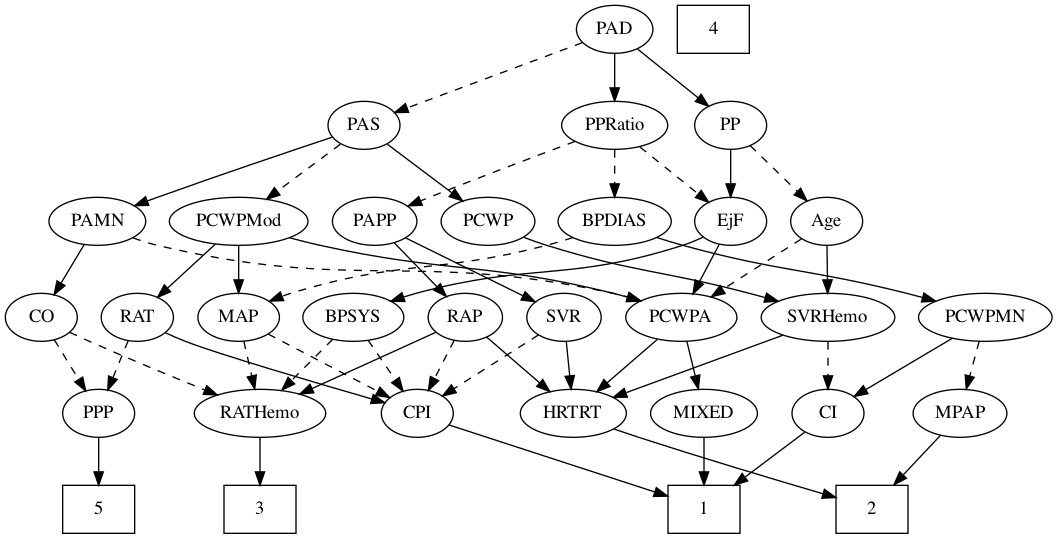 PAD
4
PAS
PPRatio
PP
PAMN
PCWPMod
PAPP
PCWP
BPDIAS
EjF
Age
CO
RAT
MAP
BPSYS
RAP
SVR
PCWPA
SVRHemo
PCWPMN
PPP
RATHemo
CPI
HRTRT
MIXED
CI
MPAP
5
3
1
2